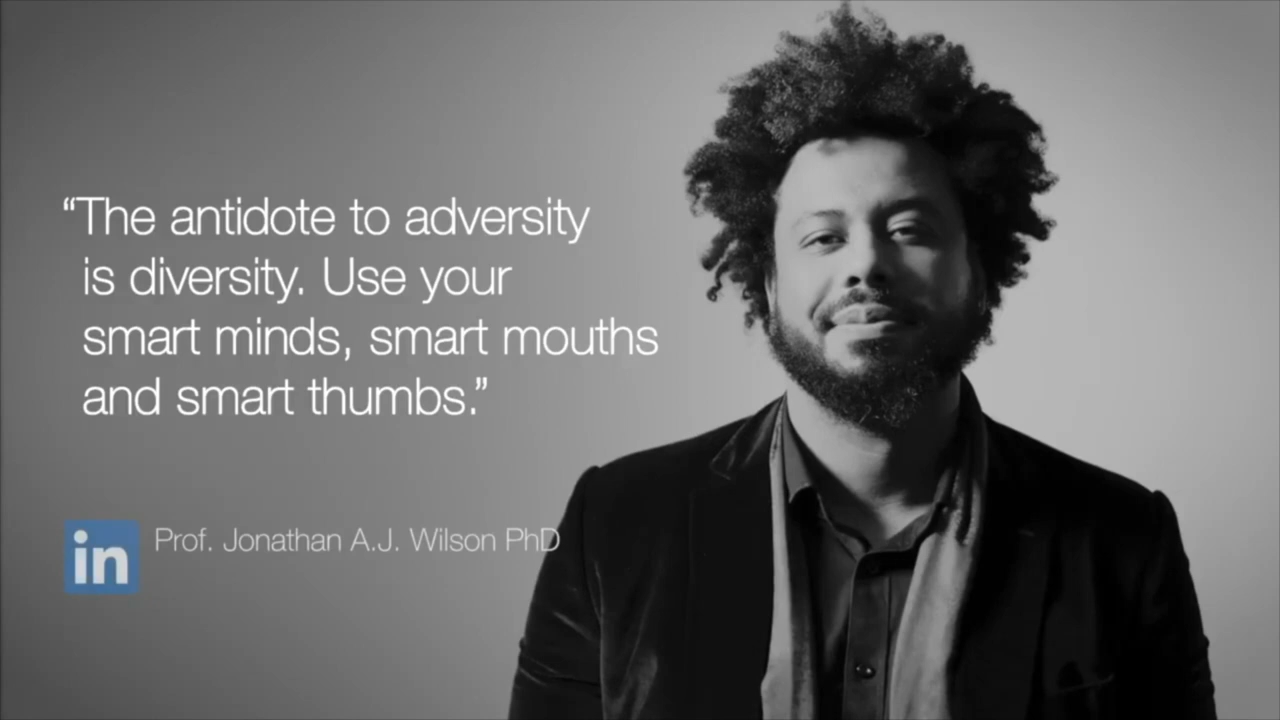 “The antidote to adversity
is diversity. Use your
smart minds, smart mouths
and smart thumbs.”
in Prof. Jonathan A.J. Wilson PhD